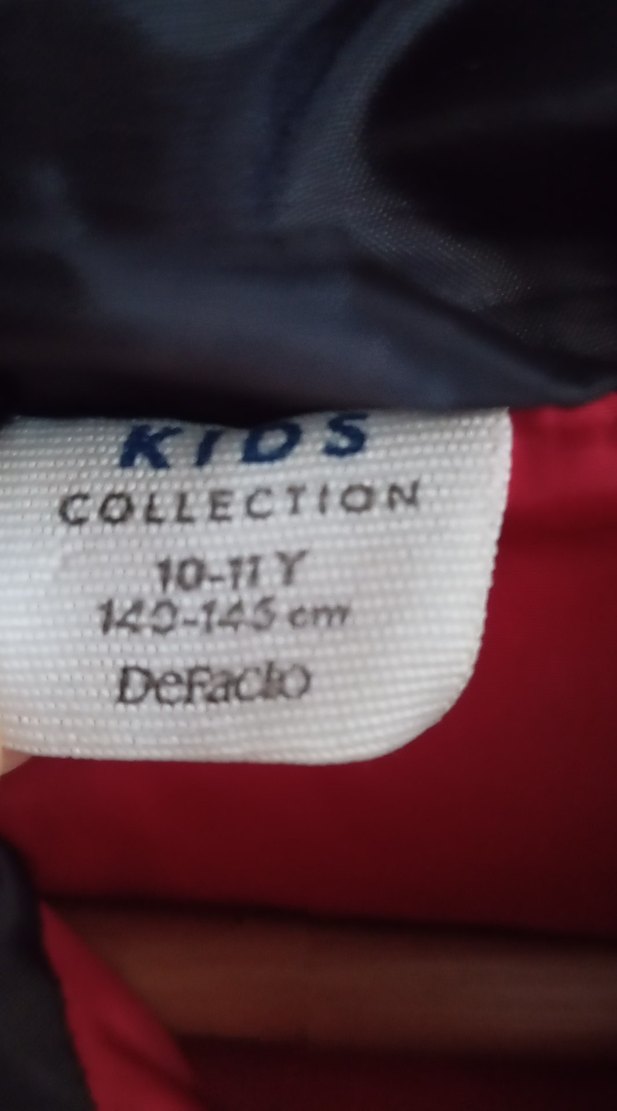 KIDS
COLLECTION
10-11 Y
140-145 cm
DeFacto